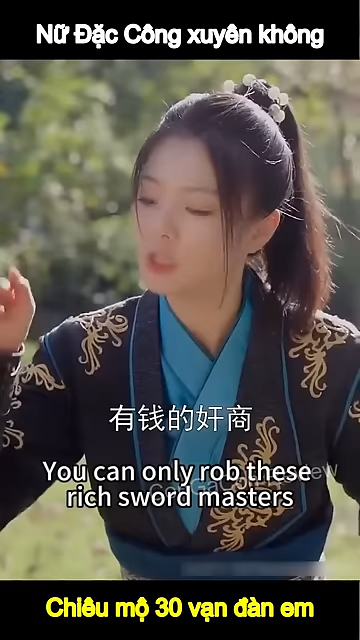 Nữ Đặc Công xuyên không
有钱的奸商
You can only rob these
rich sword masters
Chiêu mộ 30 vạn đàn em